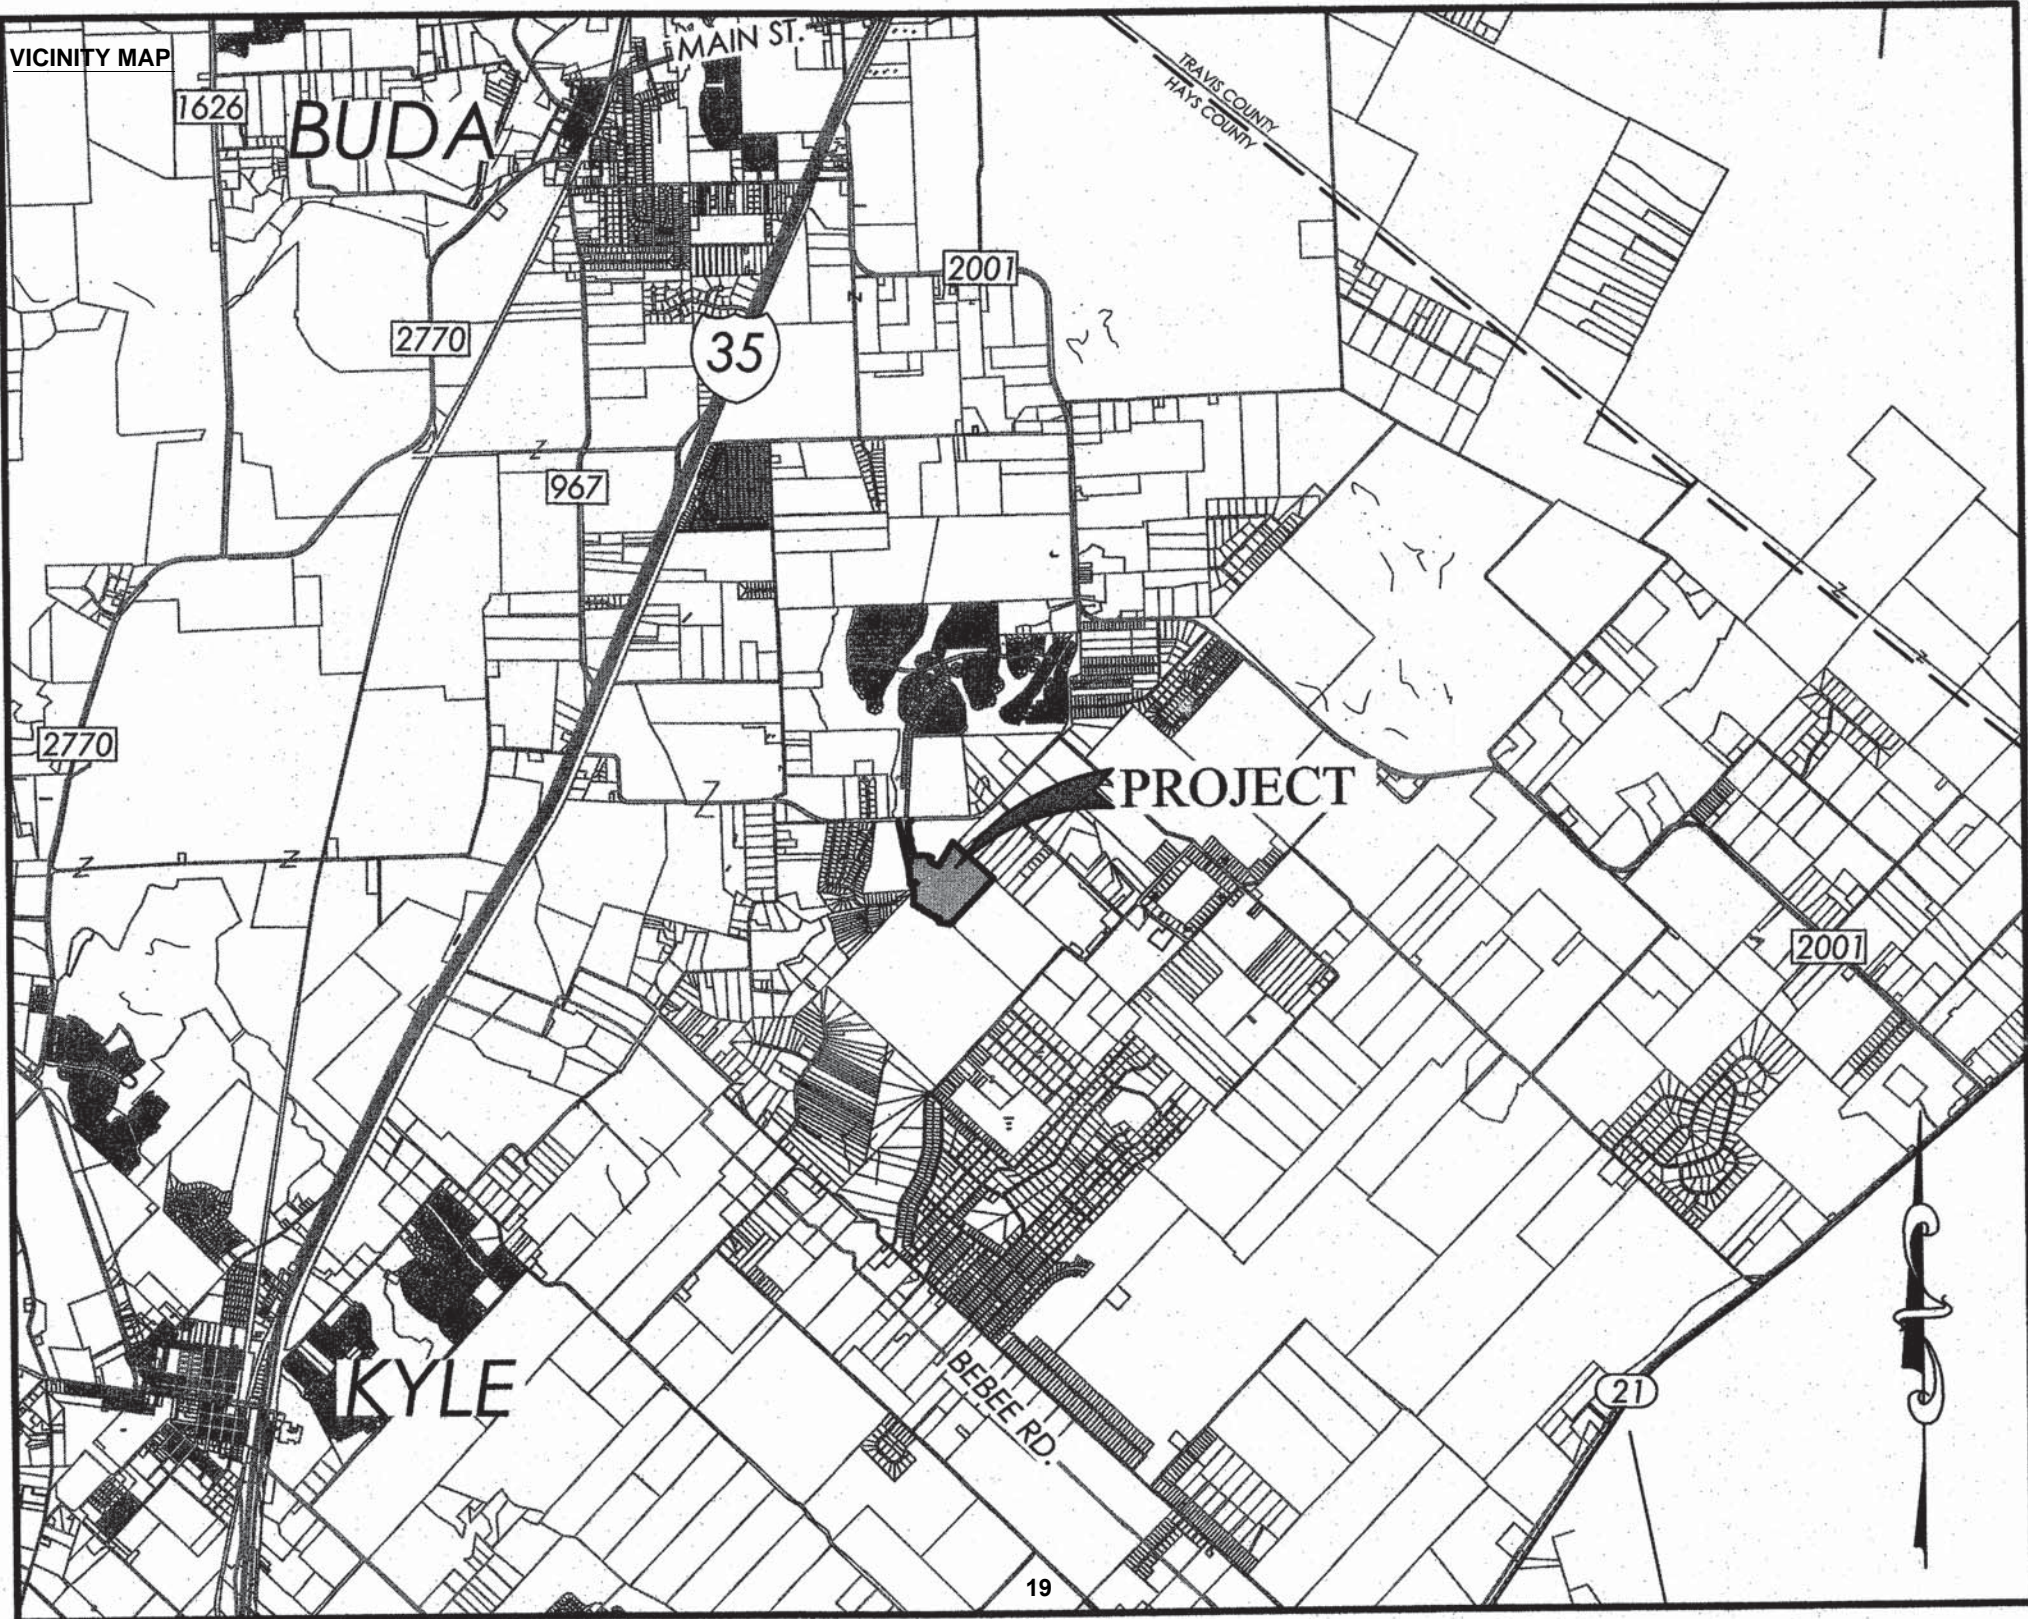 VICINITY MAP
MAIN ST.
1626
BUDA
TRAVIS COUNTY
HAYS COUNTY
2001
2770
35
967
2770
PROJECT
2001
KYLE
BEBEE RD.
21
19